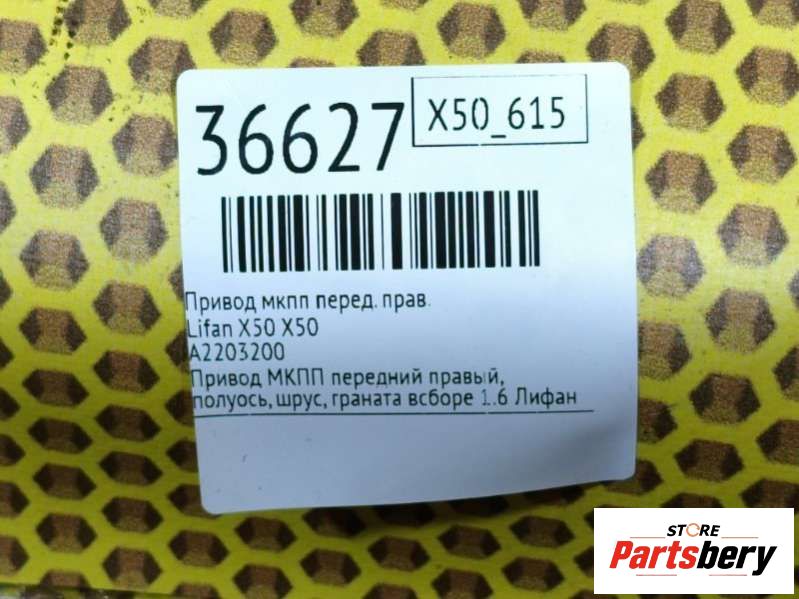 36627
X50_615
Привод мкпп перед. прав.
Lifan X50 X50
A2203200
Привод МКПП передний правый,
полуось, шрус, граната всборе 1.6 Лифан
STORE
Partsbery